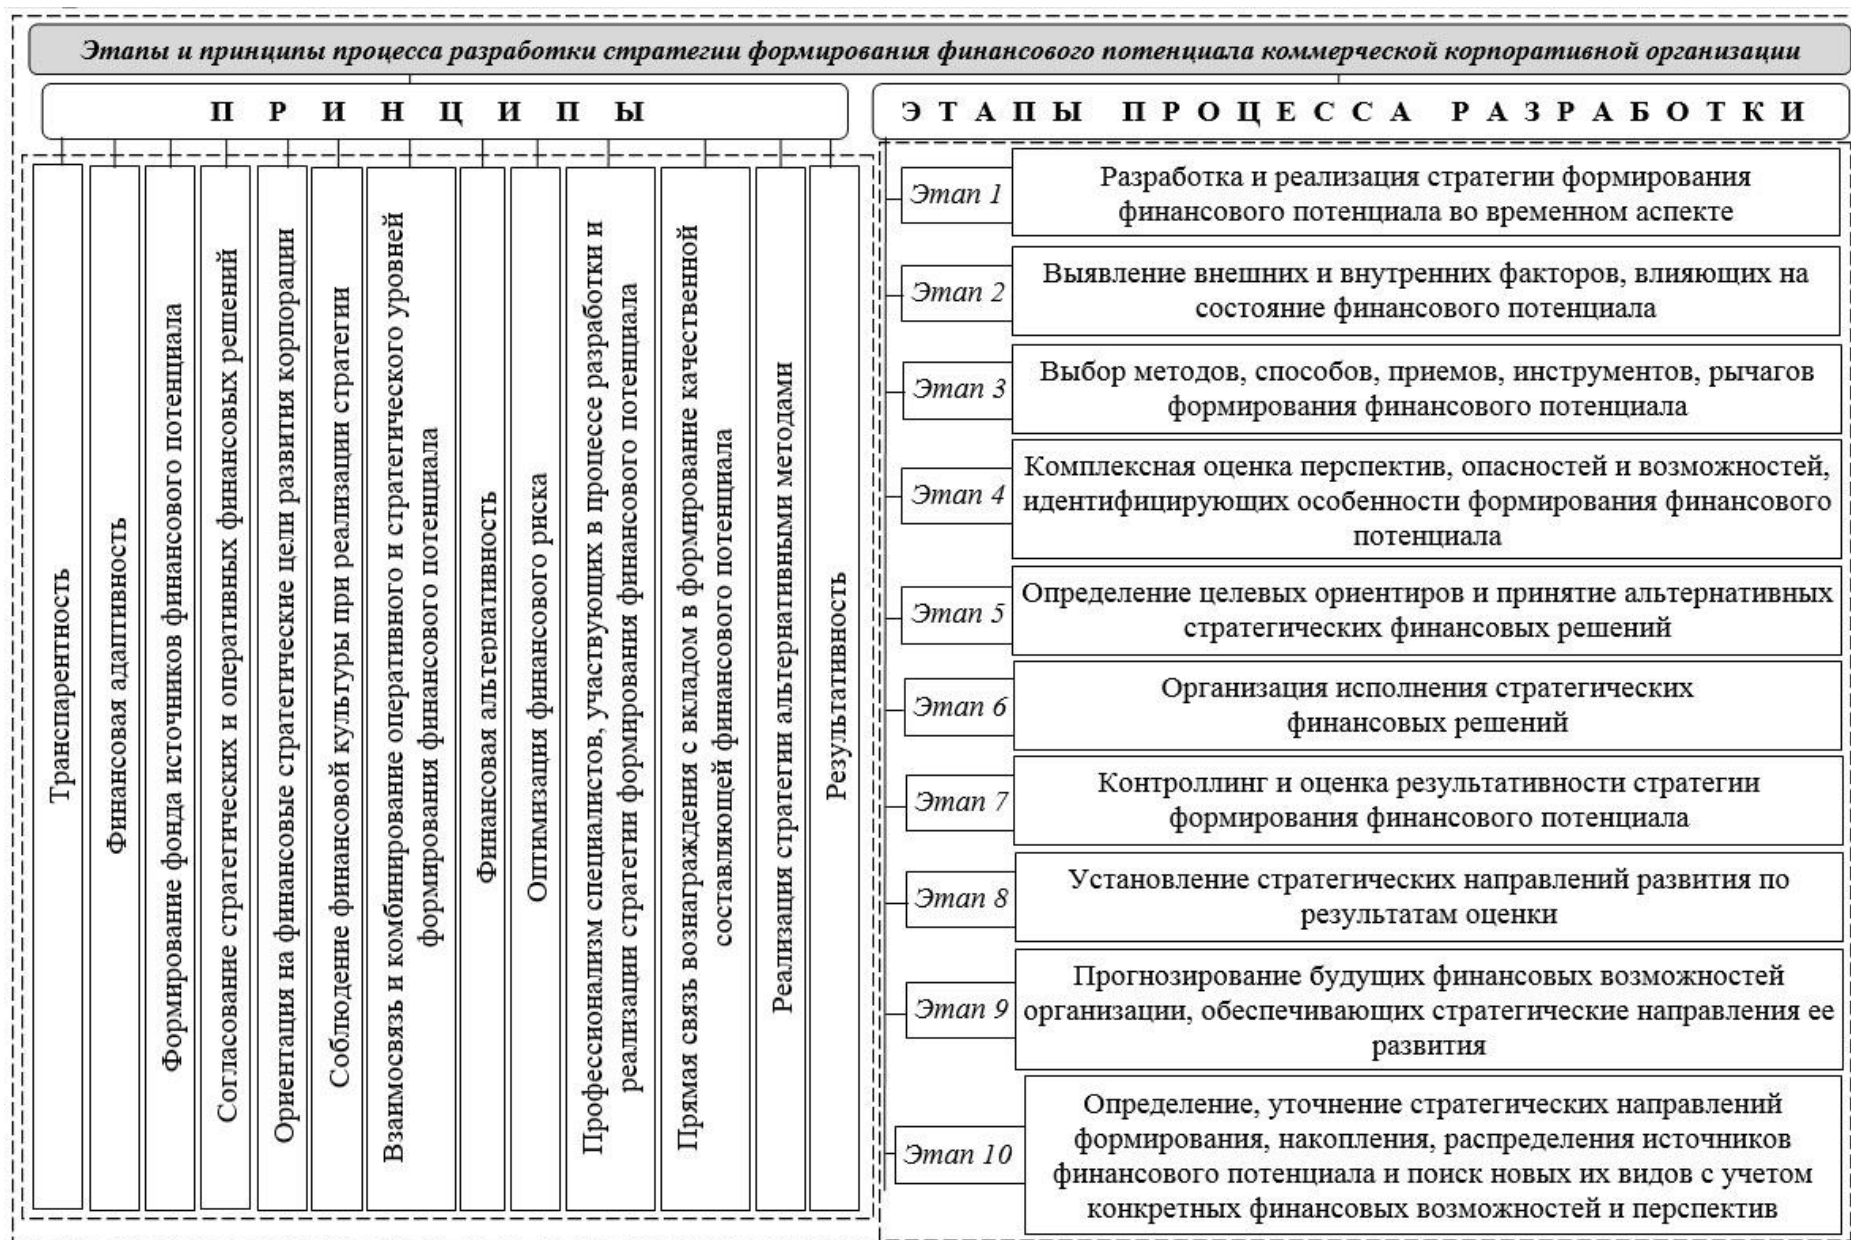 Этапы и принципы процесса разработки стратегии формирования финансового потенциала коммерческой корпоративной организации
ПРИНЦИПЫ
Транспарентность
Финансовая адаптивность
Формирование фонда источников финансового потенциала
Согласование стратегических и оперативных финансовых решений
Ориентация на финансовые стратегические цели развития корпорации
Соблюдение финансовой культуры при реализации стратегии
Взаимосвязь и комбинирование оперативного и стратегического уровней
формирования финансового потенциала
Финансовая альтернативность
Оптимизация финансового риска
Профессионализм специалистов, участвующих в процессе разработки и
реализации стратегии формирования финансового потенциала
Прямая связь вознаграждения с вкладом в формирование качественной
составляющей финансового потенциала
Реализация стратегии альтернативными методами
Результативность
ЭТАПЫ ПРОЦЕССА РАЗРАБОТКИ
Этап 1
Разработка и реализация стратегии формирования
финансового потенциала во временном аспекте
Этап 2
Выявление внешних и внутренних факторов, влияющих на
состояние финансового потенциала
Этап 3
Выбор методов, способов, приемов, инструментов, рычагов
формирования финансового потенциала
Этап 4
Комплексная оценка перспектив, опасностей и возможностей,
идентифицирующих особенности формирования финансового
потенциала
Этап 5
Определение целевых ориентиров и принятие альтернативных
стратегических финансовых решений
Этап 6
Организация исполнения стратегических
финансовых решений
Этап 7
Контроллинг и оценка результативности стратегии
формирования финансового потенциала
Этап 8
Установление стратегических направлений развития по
результатам оценки
Этап 9
Прогнозирование будущих финансовых возможностей
организации, обеспечивающих стратегические направления ее
развития
Этап 10
Определение, уточнение стратегических направлений
формирования, накопления, распределения источников
финансового потенциала и поиск новых их видов с учетом
конкретных финансовых возможностей и перспектив